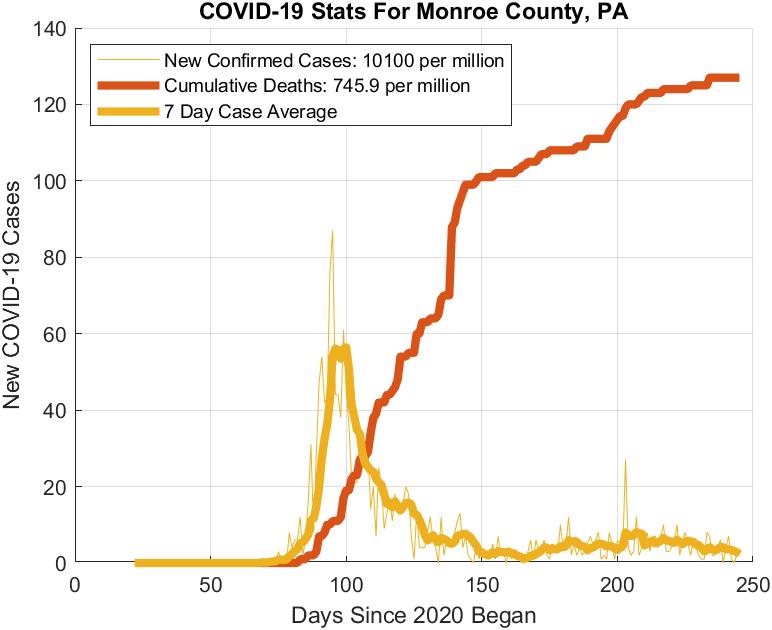 COVID-19 Stats For Monroe County, PA
140
120
100
80
60
40
20
0
New COVID-19 Cases
New Confirmed Cases: 10100 per million
Cumulative Deaths: 745.9 per million
7 Day Case Average
0
50
100
150
200
250
Days Since 2020 Began